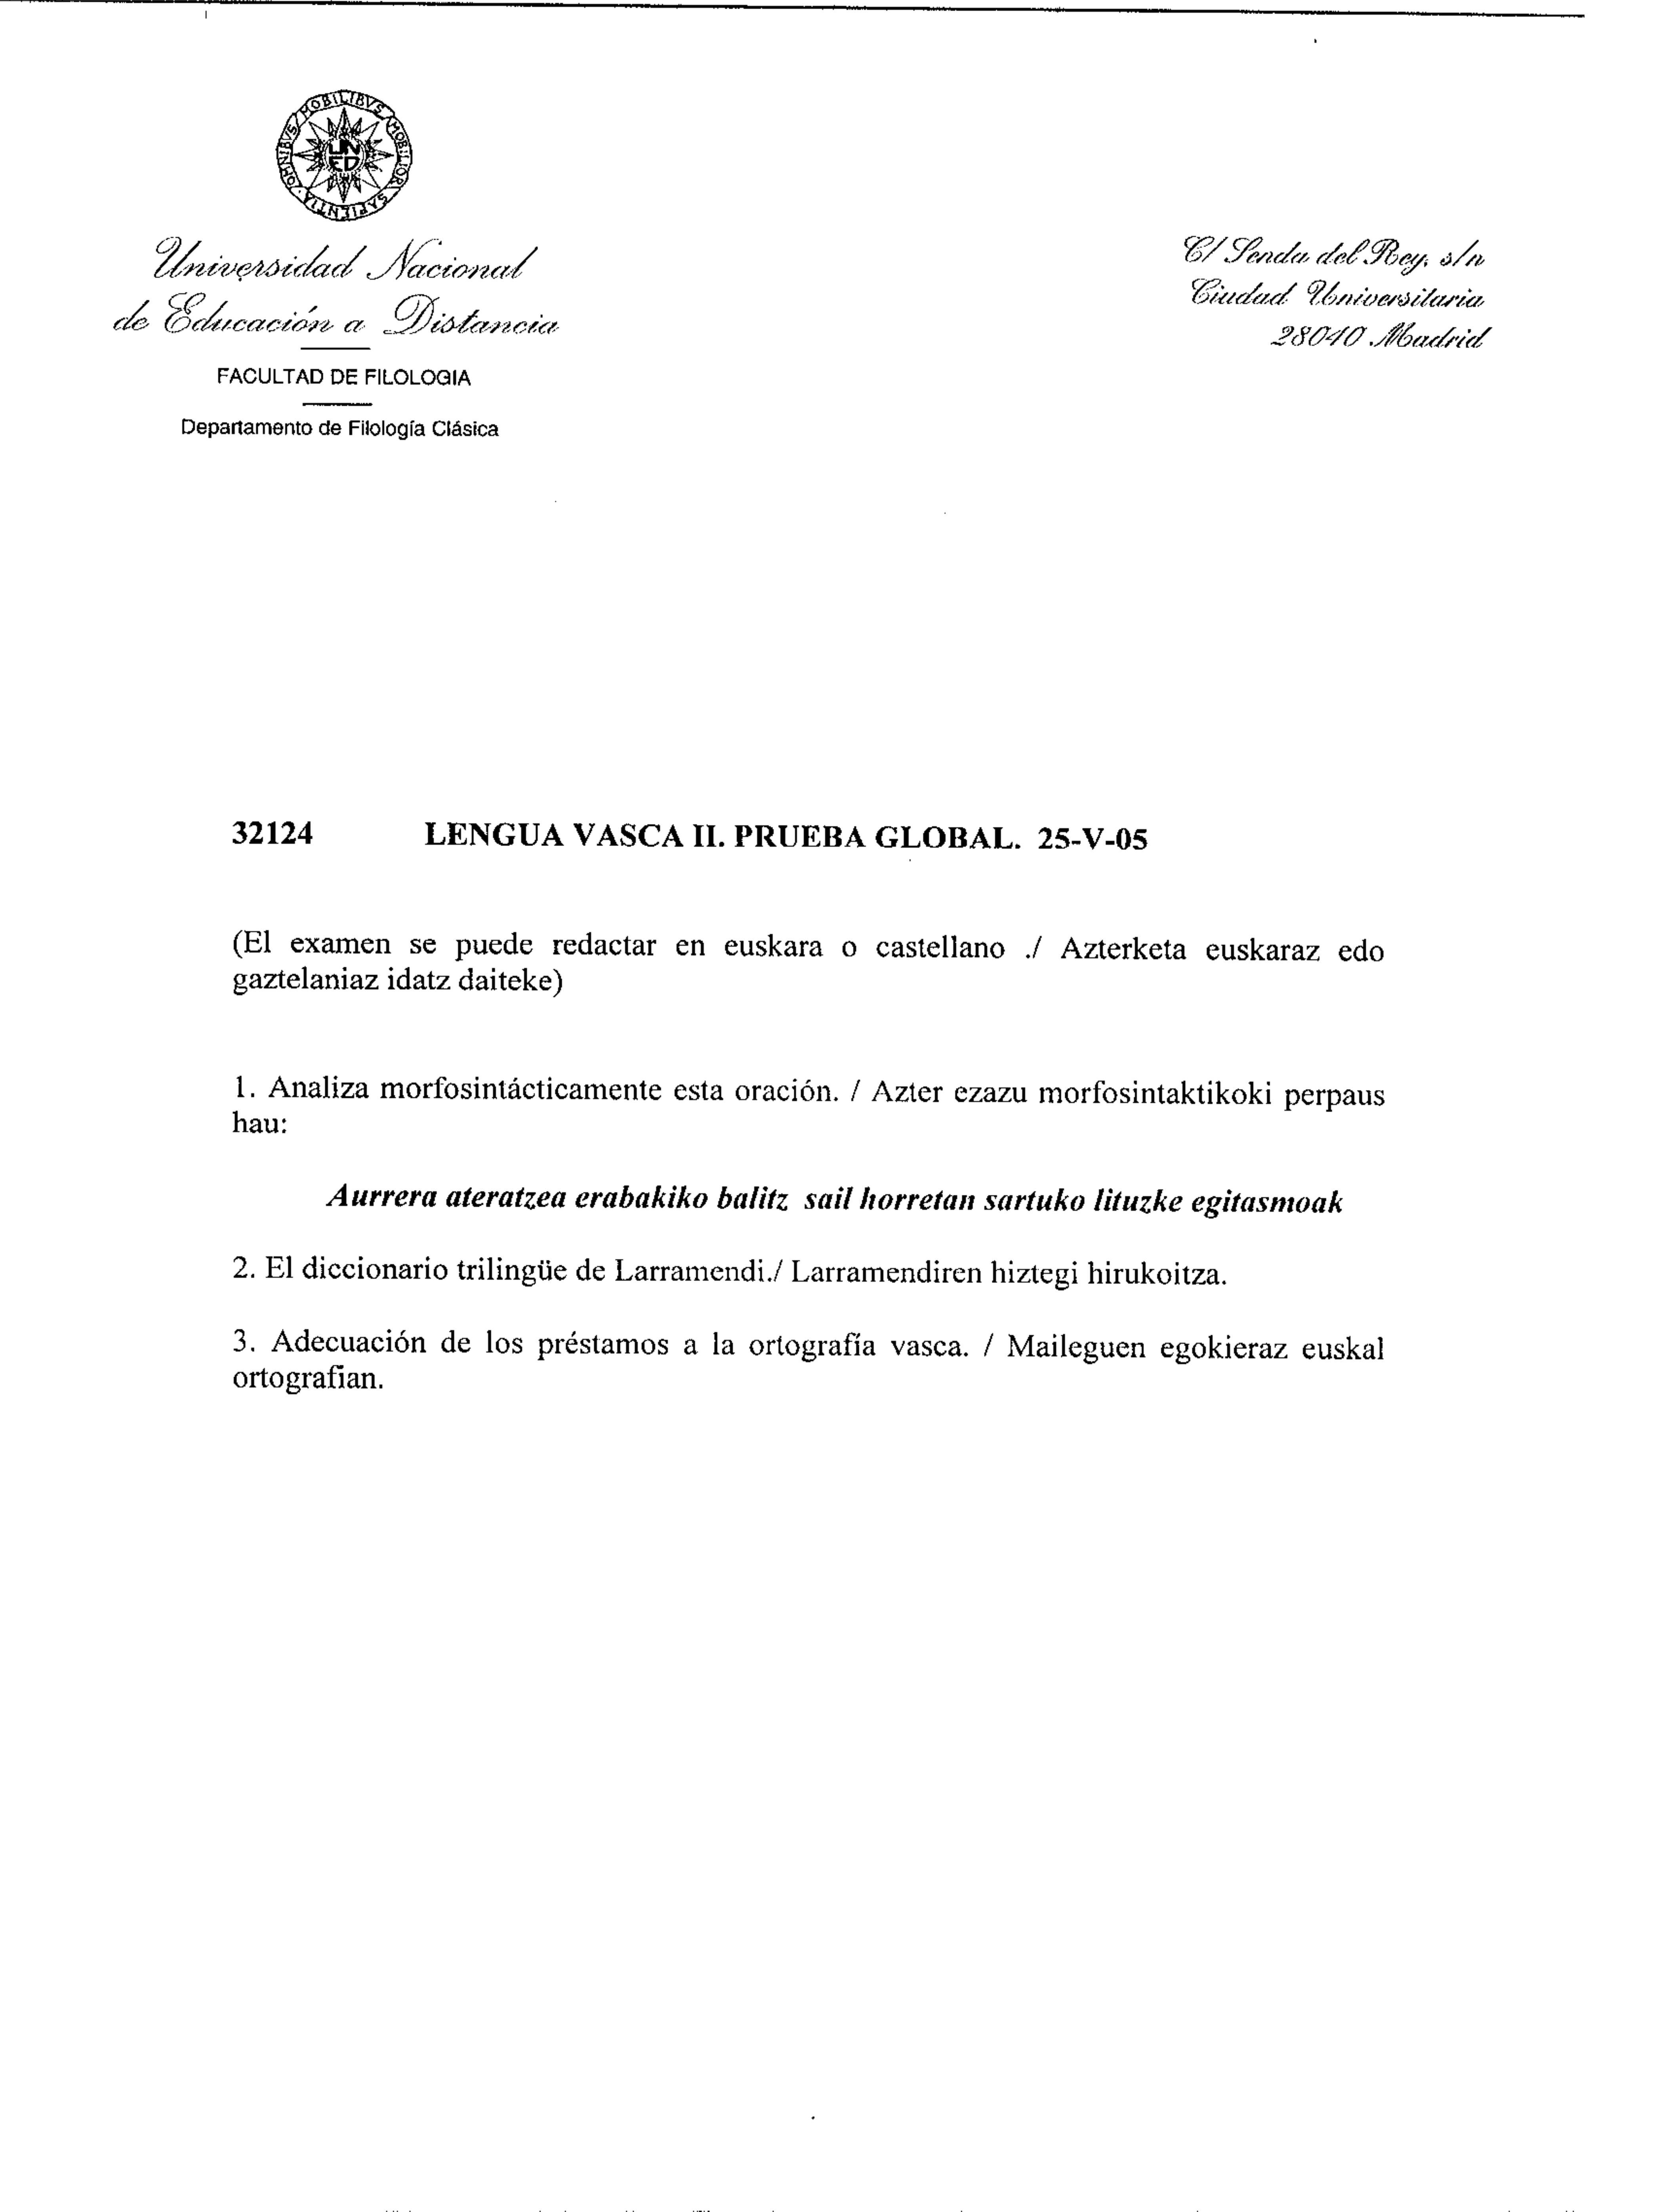 OMNIBVS MOBILIBVS MOBILIOR SAPIENTIA
UNED
Universidad Nacional
de Educación a Distancia
FACULTAD DE FILOLOGIA
Departamento de Filología Clásica
C/ Senda del Rey, s/n
Ciudad Universitaria
28040 Madrid
32124 LENGUA VASCA II. PRUEBA GLOBAL. 25-V-05
(El examen se puede redactar en euskara o castellano ./ Azterketa euskaraz edo
gaztelaniaz idatz daiteke)
1. Analiza morfosintácticamente esta oración. / Azter ezazu morfosintaktikoki perpaus
hau:
Aurrera ateratzea erabakiko balitz sail horretan sartuko lituzke egitasmoak
2. El diccionario trilingüe de Larramendi./ Larramendiren hiztegi hirukoitza.
3. Adecuación de los préstamos a la ortografía vasca. / Maileguen egokieraz euskal
ortografian.